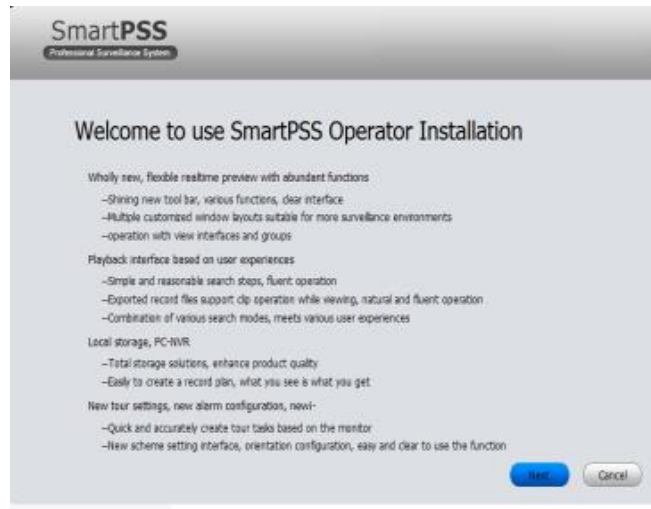 SmartPSS
Professional Surveillance System
Welcome to use SmartPSS Operator Installation
Wholly new, flexible realtime preview with abundant functions
--Shining new tool bar, various functions, clear interface
--Multiple customized window layouts suitable for more surveillance environments
--operation with view interfaces and groups
Playback interface based on user experiences
--Simple and reasonable search steps, fluent operation
--Exported record files support clip operation while viewing, natural and fluent operation
--Combination of various search modes, meets various user experiences
Local storage, PC-NVR
--Total storage solutions, enhance product quality
--Easily to create a record plan, what you see is what you get
New tour settings, new alarm configuration, newi-
--Quick and accurately create tour tasks based on the monitor
--New scheme setting interface, orientation configuration, easy and clear to use the function
Next
Cancel